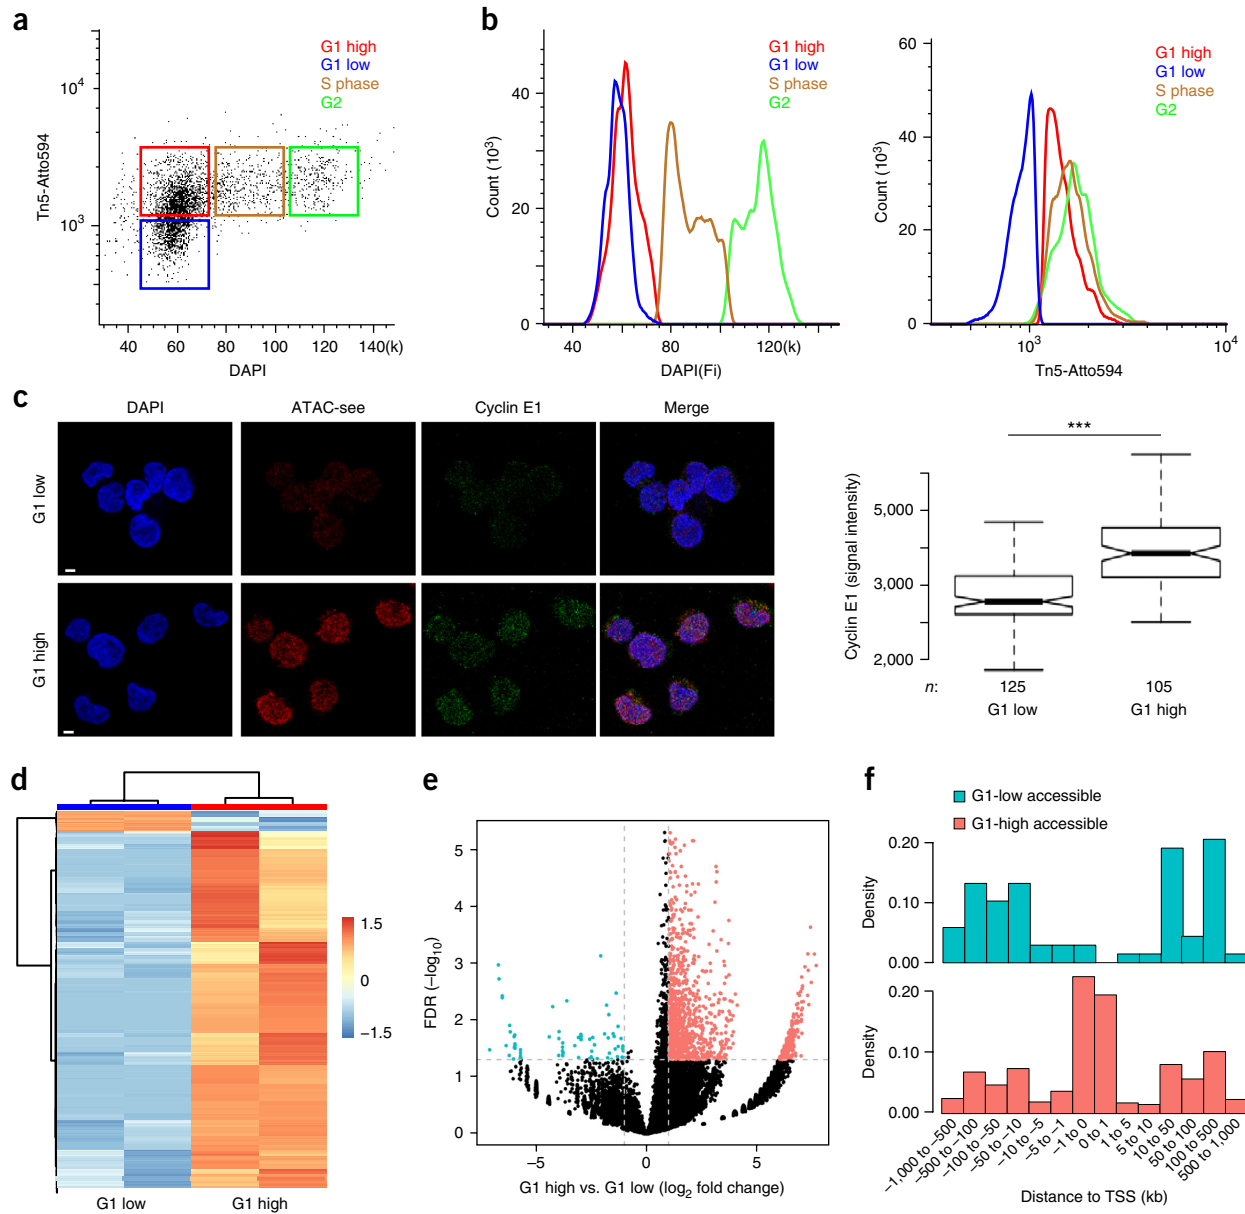 a
G1 high
G1 low
S phase
G2
10^4
10^3
Tn5-Atto594
40 60 80 100 120 140(k)
DAPI
b
G1 high
G1 low
S phase
G2
40
20
0
Count (10^3)
40 80 120(k)
DAPI(Fi)
G1 high
G1 low
S phase
G2
60
40
20
0
Count (10^3)
10^3 10^4
Tn5-Atto594
c
DAPI ATAC-see Cyclin E1 Merge
G1 low
G1 high
***
5,000
3,000
2,000
Cyclin E1 (signal intensity)
n: 125 105
G1 low G1 high
d
1.5
0
−1.5
G1 low G1 high
e
5
4
3
2
1
0
FDR (−log10)
−5 0 5
G1 high vs. G1 low (log2 fold change)
f
G1-low accessible
G1-high accessible
0.20
0.10
0.00
Density
0.20
0.10
0.00
Density
−1,000 to −500
−500 to −100
−100 to −50
−50 to −10
−10 to −5
−5 to −1
−1 to 0
0 to 1
1 to 5
5 to 10
10 to 50
50 to 100
100 to 500
500 to 1,000
Distance to TSS (kb)